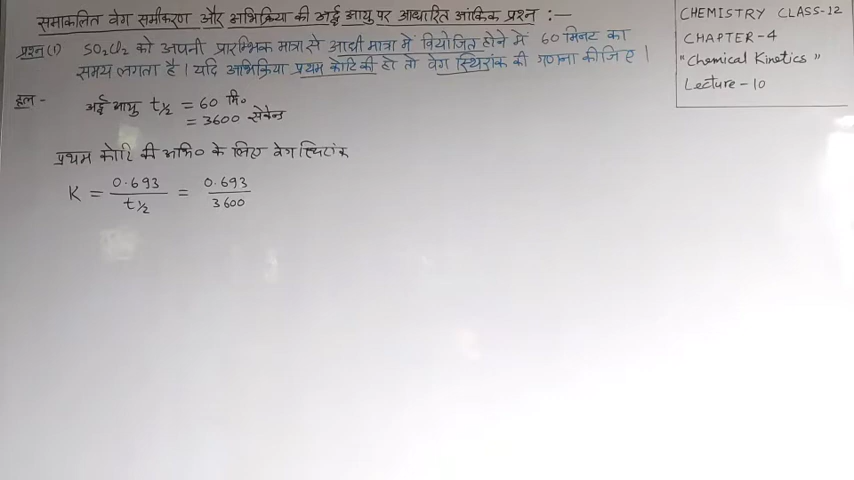 समाकलित वेग समीकरण और अभिक्रिया की अर्द्ध आयु पर आधारित आंकिक प्रश्न :—
प्रश्न(1) SO₂Cl₂ को अपनी प्रारम्भिक मात्रा से आधी मात्रा में वियोजित होने में 60 मिनट का
समय लगता है। यदि अभिक्रिया प्रथम कोटि की हो तो वेग स्थिरांक की गणना कीजिए।
हल -
अर्द्ध आयु t½ = 60 मि०
= 3600 सेकेन्ड
प्रथम कोटि की अभि० के लिए वेग स्थिरांक
K = 0.693 / t½ = 0.693 / 3600
CHEMISTRY CLASS-12
CHAPTER-4
"Chemical Kinetics"
Lecture-10